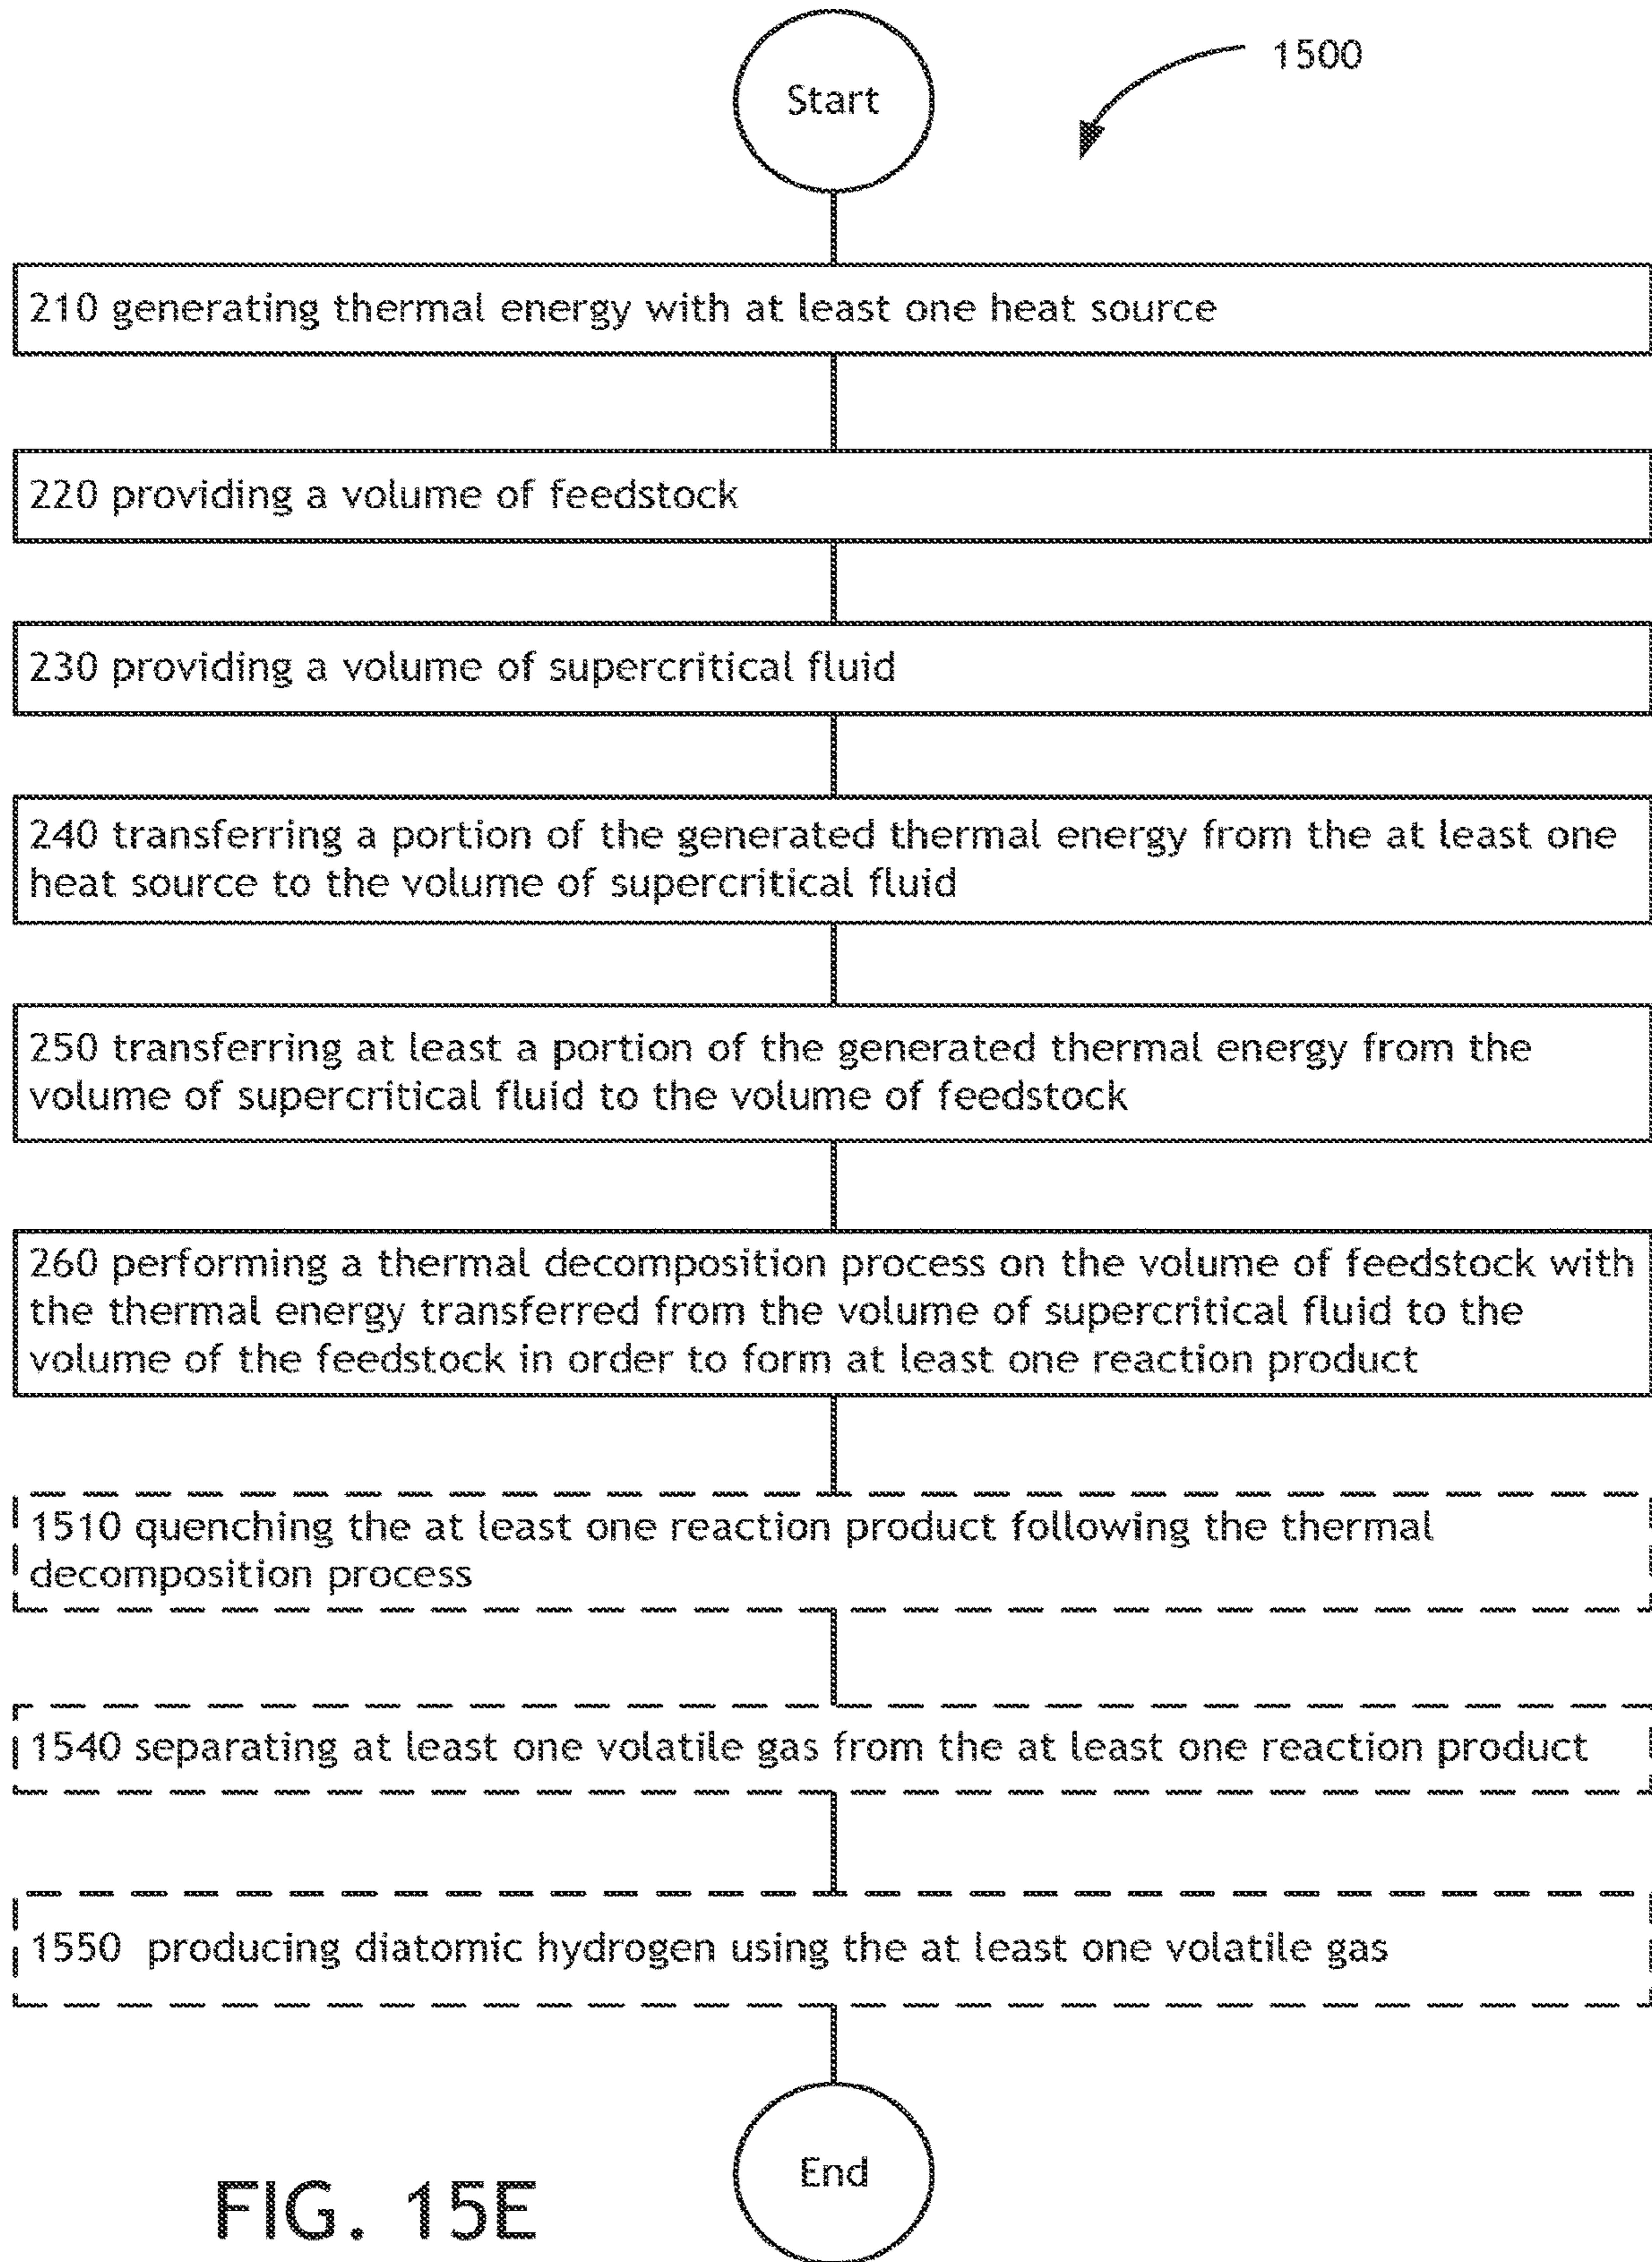 Start
1500
210 generating thermal energy with at least one heat source
220 providing a volume of feedstock
230 providing a volume of supercritical fluid
240 transferring a portion of the generated thermal energy from the at least one
heat source to the volume of supercritical fluid
250 transferring at least a portion of the generated thermal energy from the
volume of supercritical fluid to the volume of feedstock
260 performing a thermal decomposition process on the volume of feedstock with
the thermal energy transferred from the volume of supercritical fluid to the
volume of the feedstock in order to form at least one reaction product
1510 quenching the at least one reaction product following the thermal
decomposition process
1540 separating at least one volatile gas from the at least one reaction product
1550 producing diatomic hydrogen using the at least one volatile gas
End
FIG. 15E